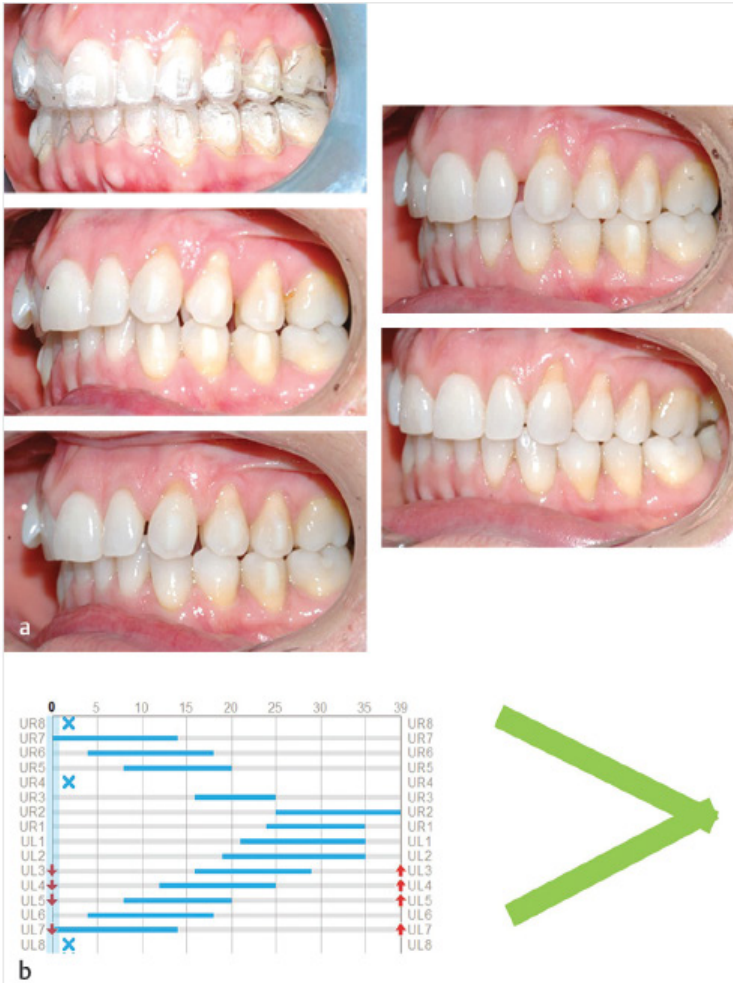 a
0 5 10 15 20 25 30 35 39
UR8 UR8
UR7 UR7
UR6 UR6
UR5 UR5
UR4 UR4
UR3 UR3
UR2 UR2
UR1 UR1
UL1 UL1
UL2 UL2
UL3 UL3
UL4 UL4
UL5 UL5
UL6 UL6
UL7 UL7
UL8 UL8
b